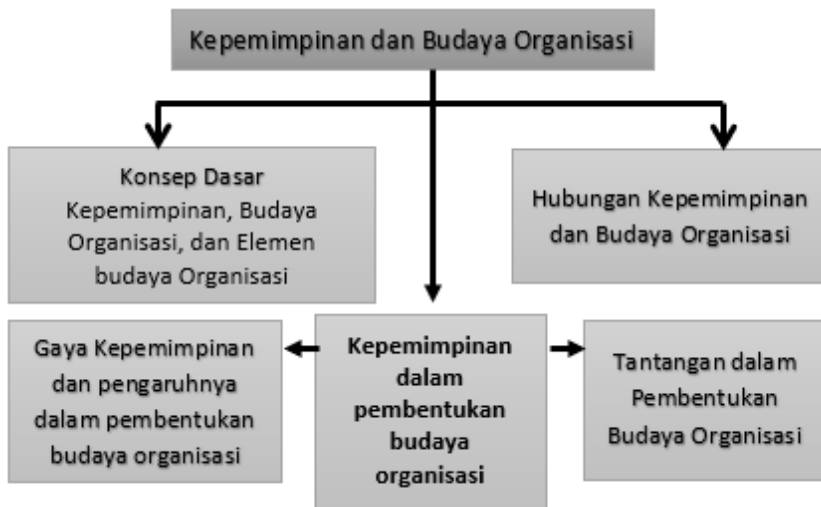 Kepemimpinan dan Budaya Organisasi
Konsep Dasar
Kepemimpinan, Budaya
Organisasi, dan Elemen
budaya Organisasi
Hubungan Kepemimpinan
dan Budaya Organisasi
Gaya Kepemimpinan
dan pengaruhnya
dalam pembentukan
budaya organisasi
Kepemimpinan
dalam
pembentukan
budaya
organisasi
Tantangan dalam
Pembentukan
Budaya Organisasi